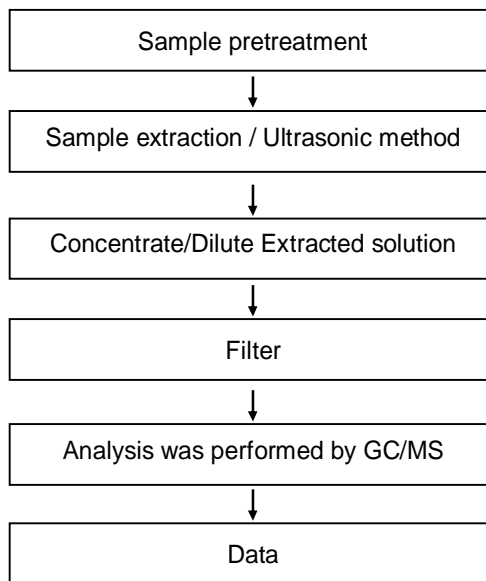 Sample pretreatment
Sample extraction / Ultrasonic method
Concentrate/Dilute Extracted solution
Filter
Analysis was performed by GC/MS
Data